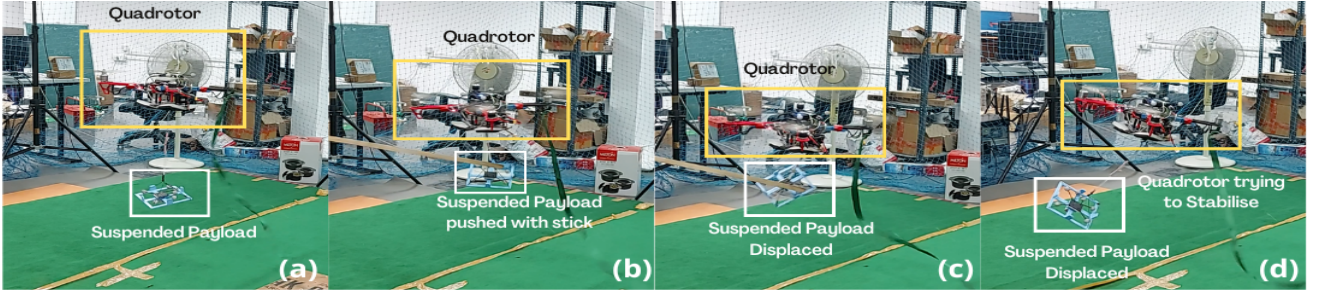 Quadrotor
Suspended Payload
(a)
Quadrotor
Suspended Payload
pushed with stick
(b)
Quadrotor
Suspended Payload
Displaced
(c)
Quadrotor trying
to Stabilise
Suspended Payload
Displaced
(d)